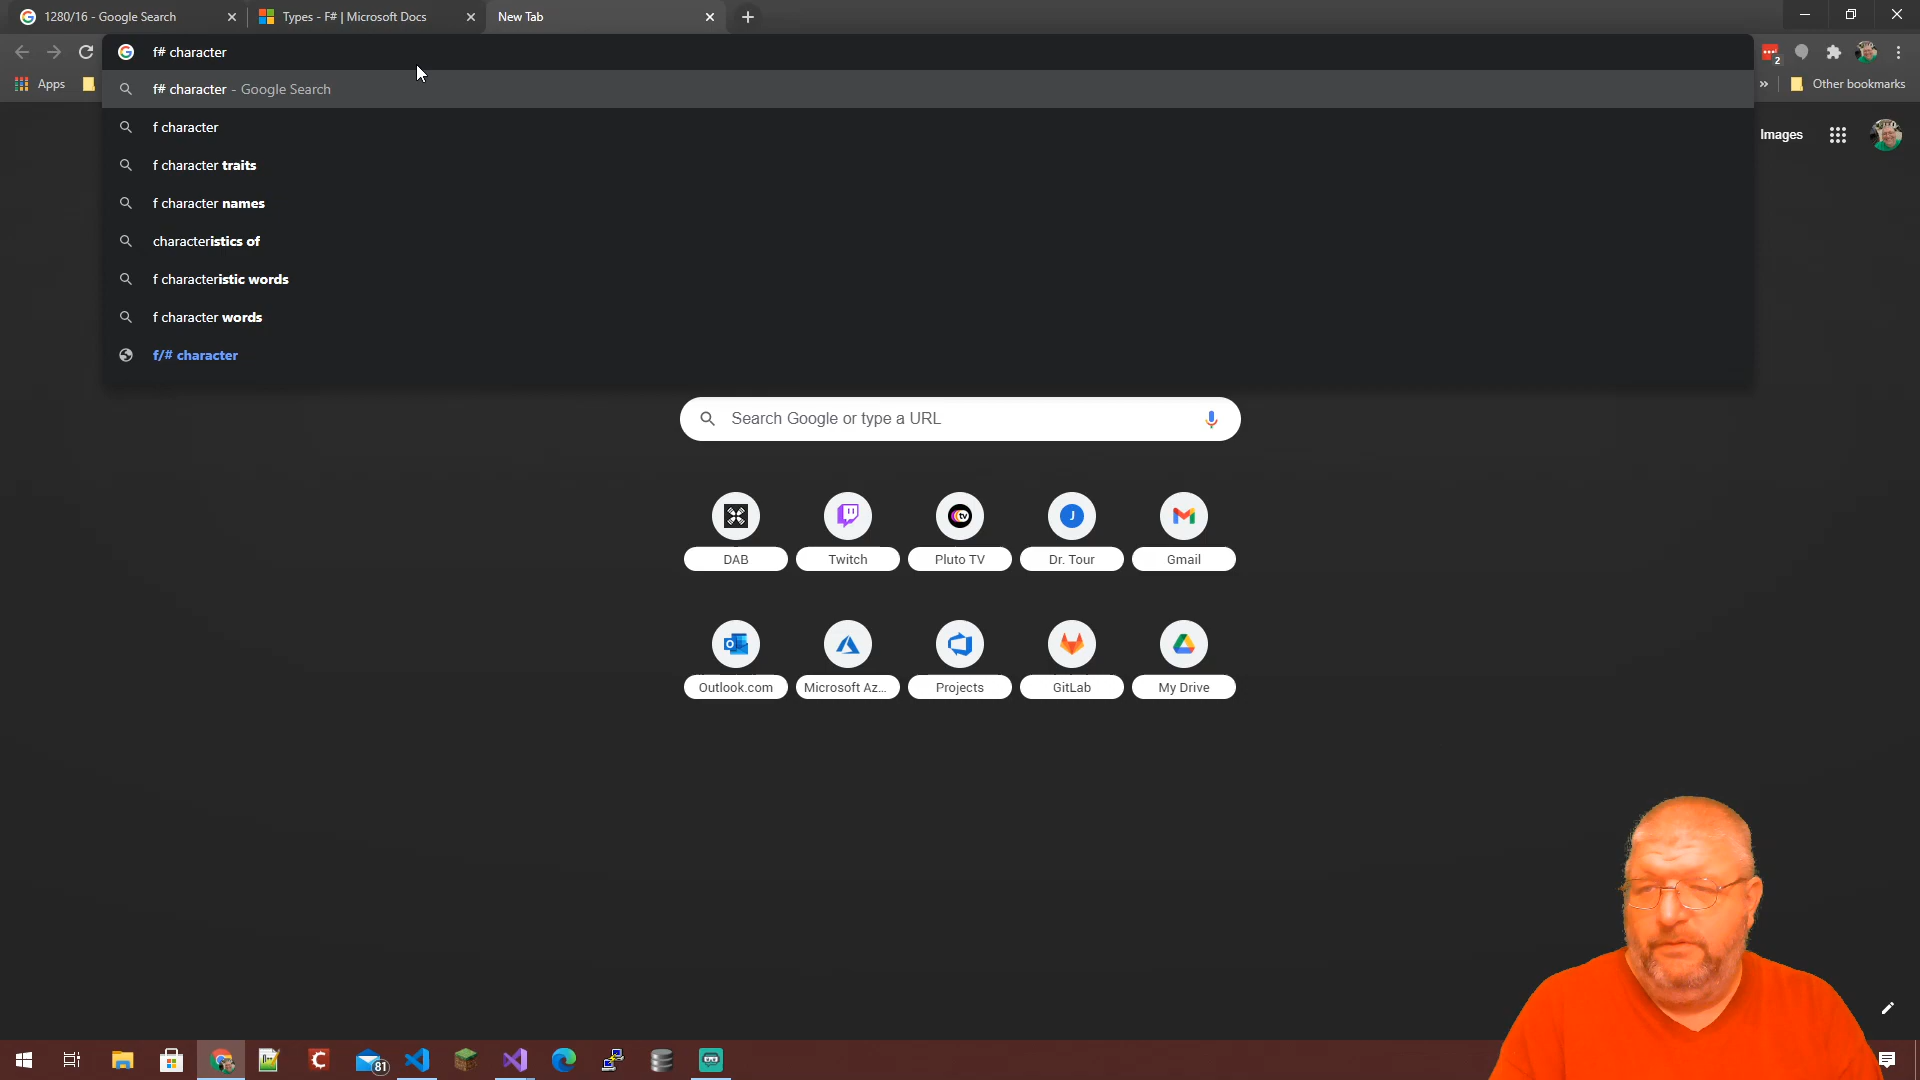 1280/16 - Google Search
Types - F# | Microsoft Docs
New Tab
f# character
2
Apps
»
Other bookmarks
f# character - Google Search
f character
Images
f character traits
f character names
characteristics of
f characteristic words
f character words
f/# character
Search Google or type a URL
tv
J
DAB
Twitch
Pluto TV
Dr. Tour
Gmail
Outlook.com
Microsoft Az...
Projects
GitLab
My Drive
81